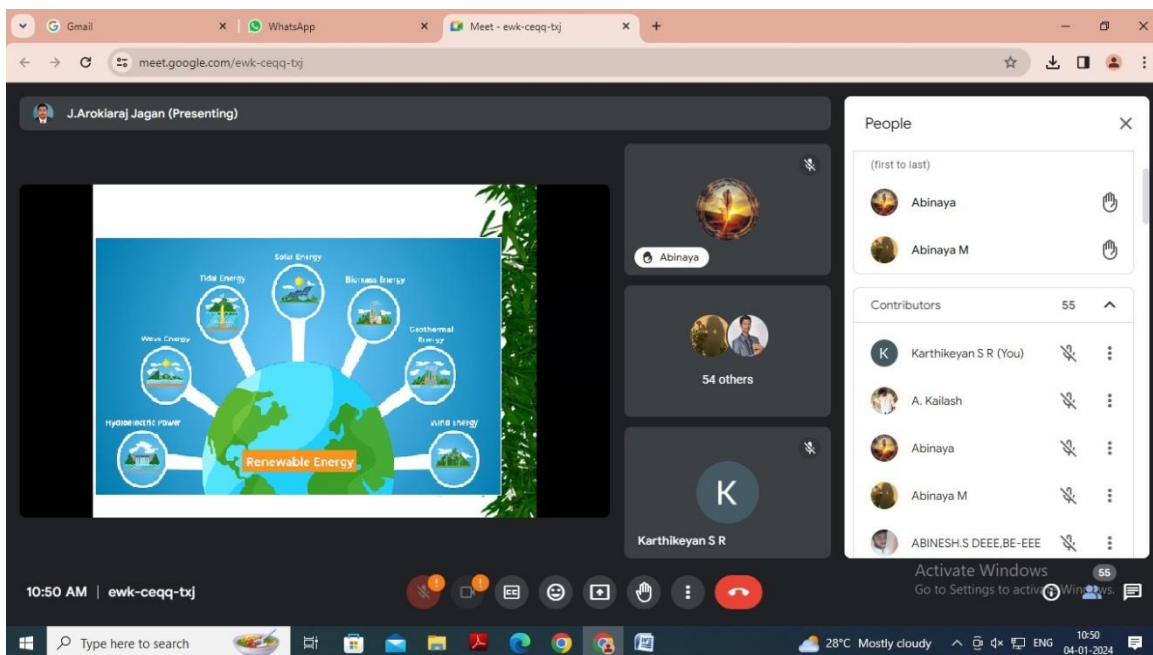 Gmail
WhatsApp
Meet - ewk-ceqq-txj
meet.google.com/ewk-ceqq-txj
J.Arokiaraj Jagan (Presenting)
Solar Energy
Tidal Energy
Biomass Energy
Wave Energy
Geothermal
Energy
Hydroelectric Power
Wind Energy
Renewable Energy
Abinaya
54 others
K
Karthikeyan S R
People
(first to last)
Abinaya
Abinaya M
Contributors 55
K Karthikeyan S R (You)
A. Kailash
Abinaya
Abinaya M
ABINESH.S DEEE,BE-EEE
Activate Windows
Go to Settings to activate Windows.
55
10:50 AM | ewk-ceqq-txj
CC
Type here to search
28°C Mostly cloudy
ENG
10:50
04-01-2024